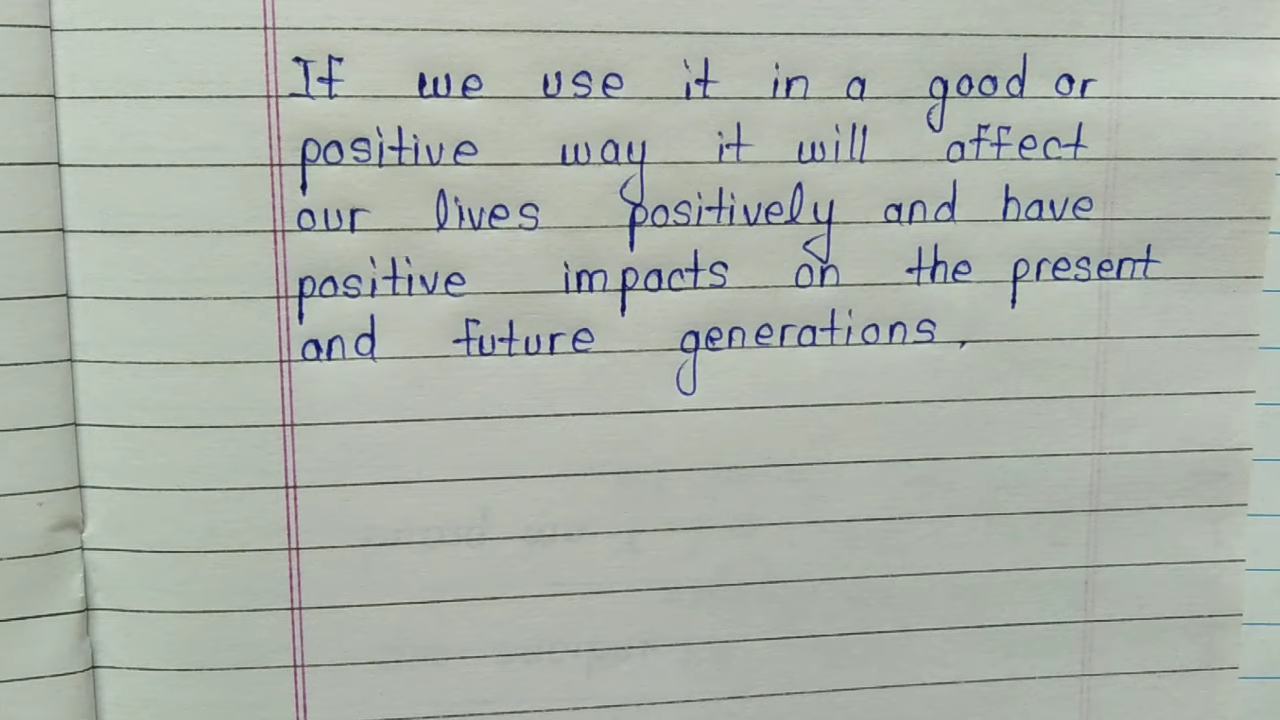 If we use it in a good or
positive way it will affect
our lives positively and have
positive impacts on the present
and future generations.